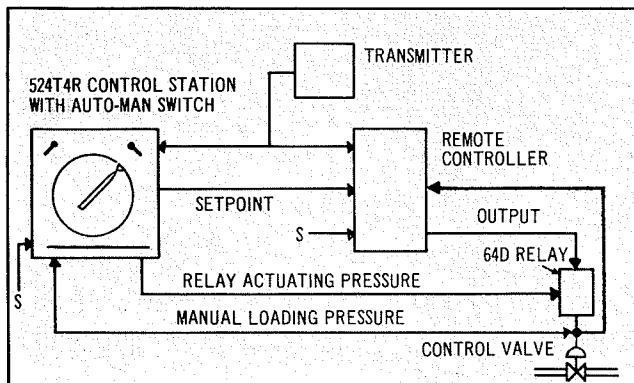 TRANSMITTER
524T4R CONTROL STATION
WITH AUTO-MAN SWITCH
REMOTE
CONTROLLER
SETPOINT
S
OUTPUT
64D RELAY
RELAY ACTUATING PRESSURE
S
MANUAL LOADING PRESSURE
CONTROL VALVE